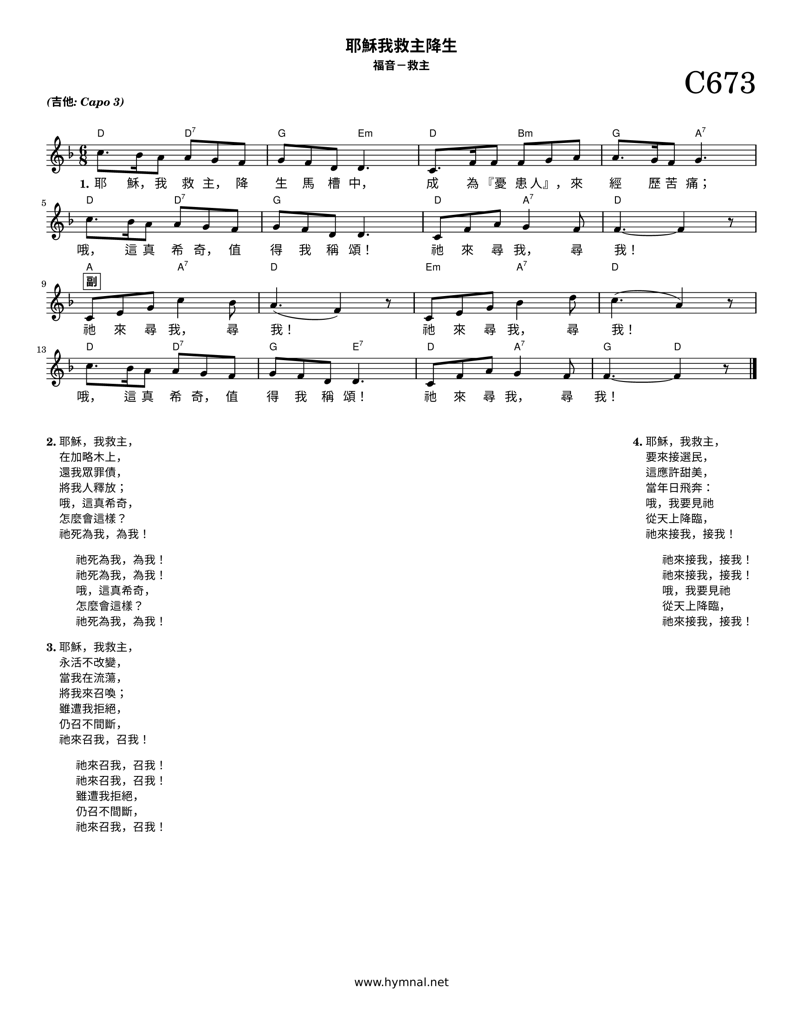 耶穌我救主降生
福音－救主
C673
(吉他: Capo 3)
D D7 G Em D Bm G A7
1. 耶 穌，我 救 主，降 生 馬 槽 中， 成 為『憂 患 人』，來 經 歷 苦 痛；
5 D D7 G D A7 D
哦， 這 真 希 奇，值 得 我 稱 頌！ 祂 來 尋 我， 尋 我！
A A7 D Em A7 D
9 副
祂 來 尋 我， 尋 我！ 祂 來 尋 我， 尋 我！
13 D D7 G E7 D A7 G D
哦， 這 真 希 奇，值 得 我 稱 頌！ 祂 來 尋 我， 尋 我！
2. 耶穌，我救主，
在加略木上，
還我眾罪債，
將我人釋放；
哦，這真希奇，
怎麼會這樣？
祂死為我，為我！
祂死為我，為我！
祂死為我，為我！
哦，這真希奇，
怎麼會這樣？
祂死為我，為我！
3. 耶穌，我救主，
永活不改變，
當我在流蕩，
將我來召喚；
雖遭我拒絕，
仍召不間斷，
祂來召我，召我！
祂來召我，召我！
祂來召我，召我！
雖遭我拒絕，
仍召不間斷，
祂來召我，召我！
4. 耶穌，我救主，
要來接選民，
這應許甜美，
當年日飛奔：
哦，我要見祂
從天上降臨，
祂來接我，接我！
祂來接我，接我！
祂來接我，接我！
哦，我要見祂
從天上降臨，
祂來接我，接我！
www.hymnal.net